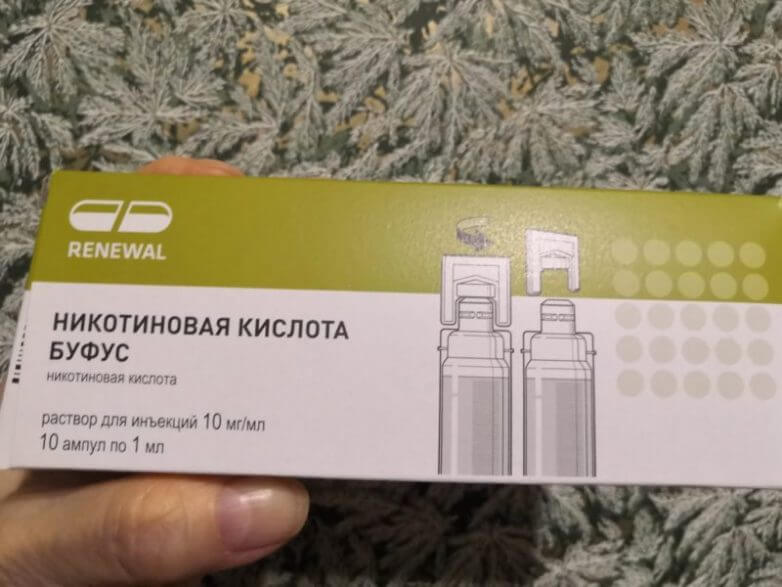 RENEWAL
НИКОТИНОВАЯ КИСЛОТА
БУФУС
никотиновая кислота
раствор для инъекций 10 мг/мл
10 ампул по 1 мл